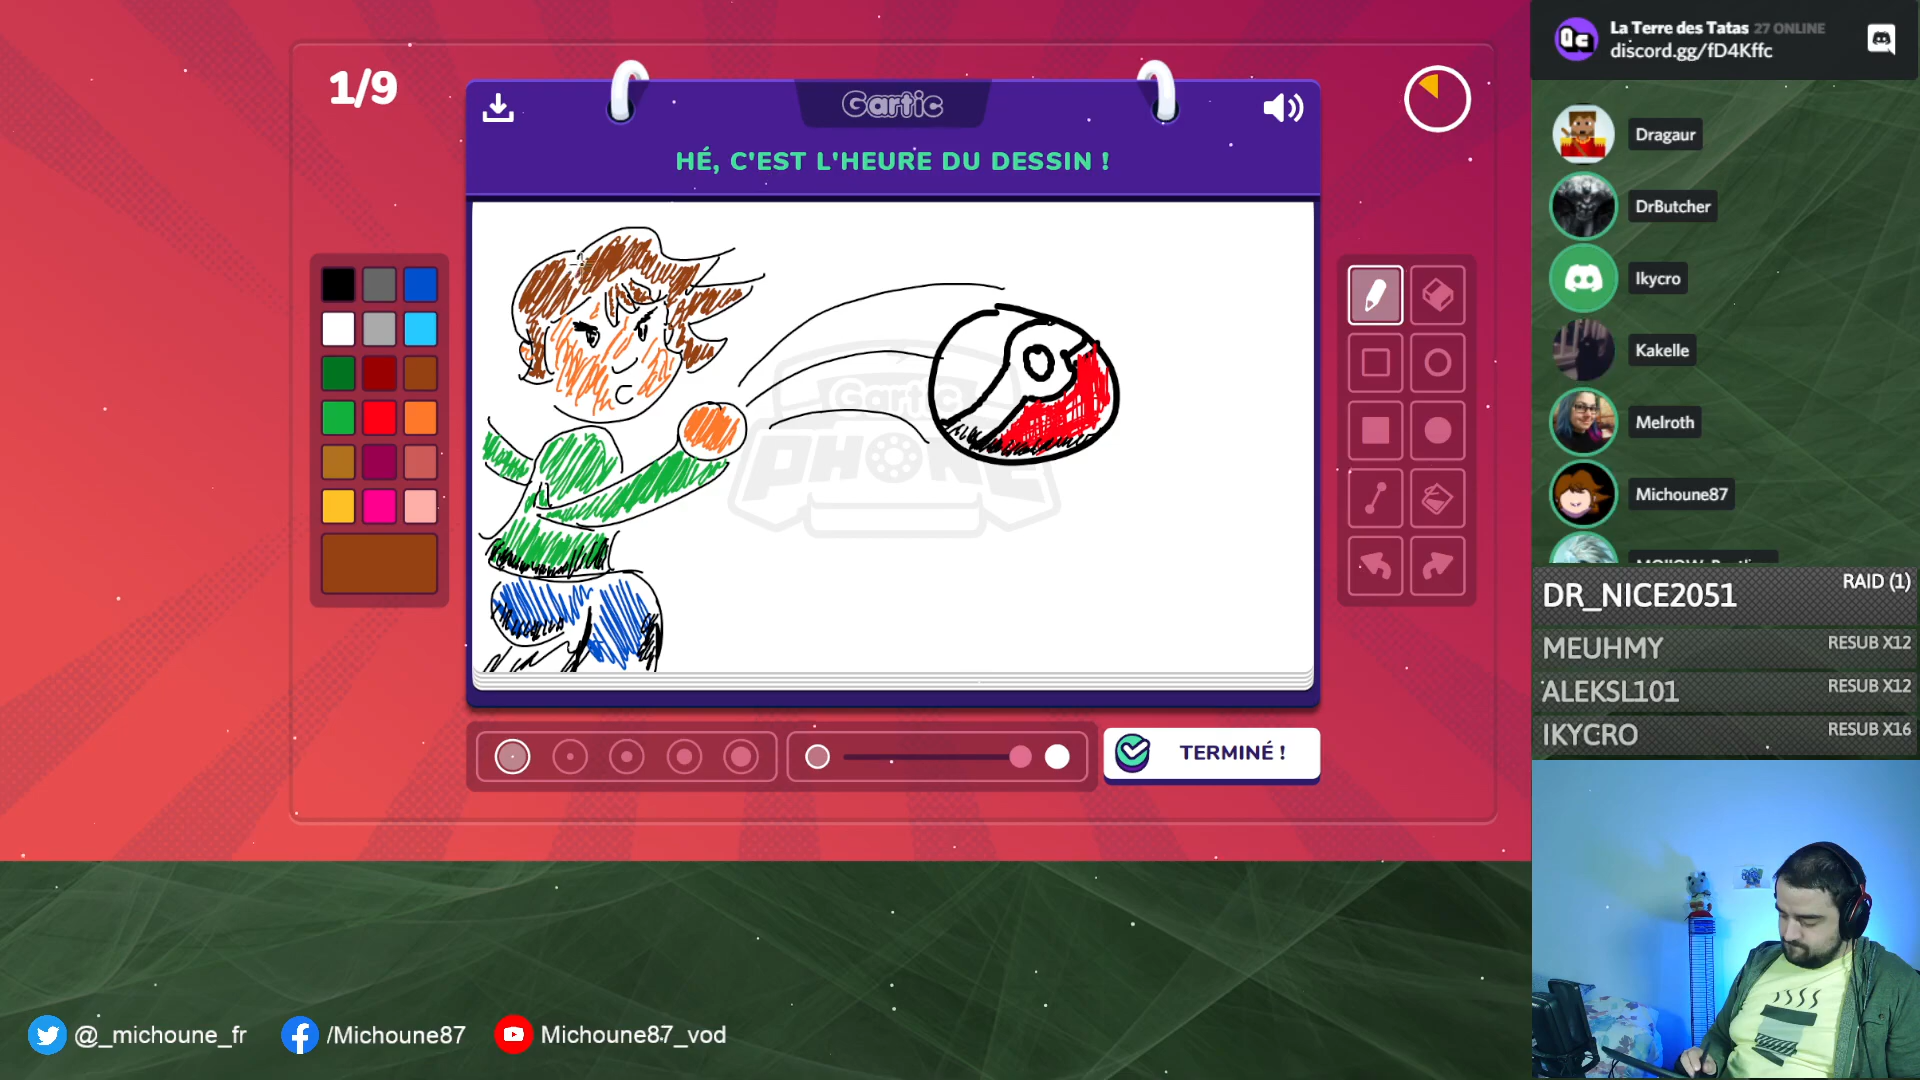 1/9
Gartic
HÉ, C'EST L'HEURE DU DESSIN !
Gartic
PHONE
TERMINÉ !
La Terre des Tatas 27 ONLINE
discord.gg/fD4Kffc
Dragaur
DrButcher
Ikycro
Kakelle
Melroth
Michoune87
DR_NICE2051 RAID (1)
MEUHMY RESUB X12
ALEKSL101 RESUB X12
IKYCRO RESUB X16
@_michoune_fr /Michoune87 Michoune87_vod